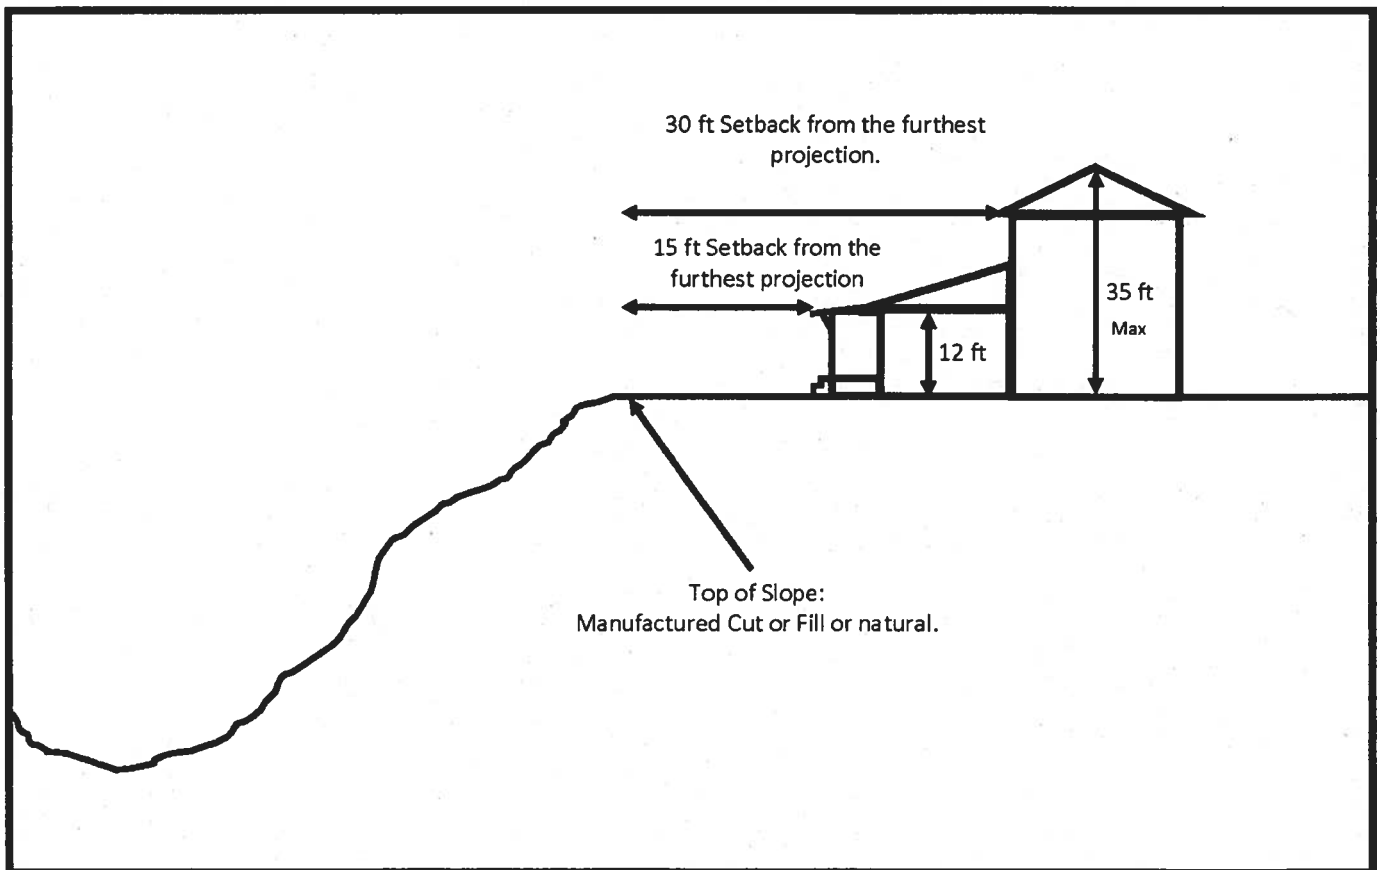 30 ft Setback from the furthest
projection.
15 ft Setback from the
furthest projection
35 ft
Max
12 ft
Top of Slope:
Manufactured Cut or Fill or natural.